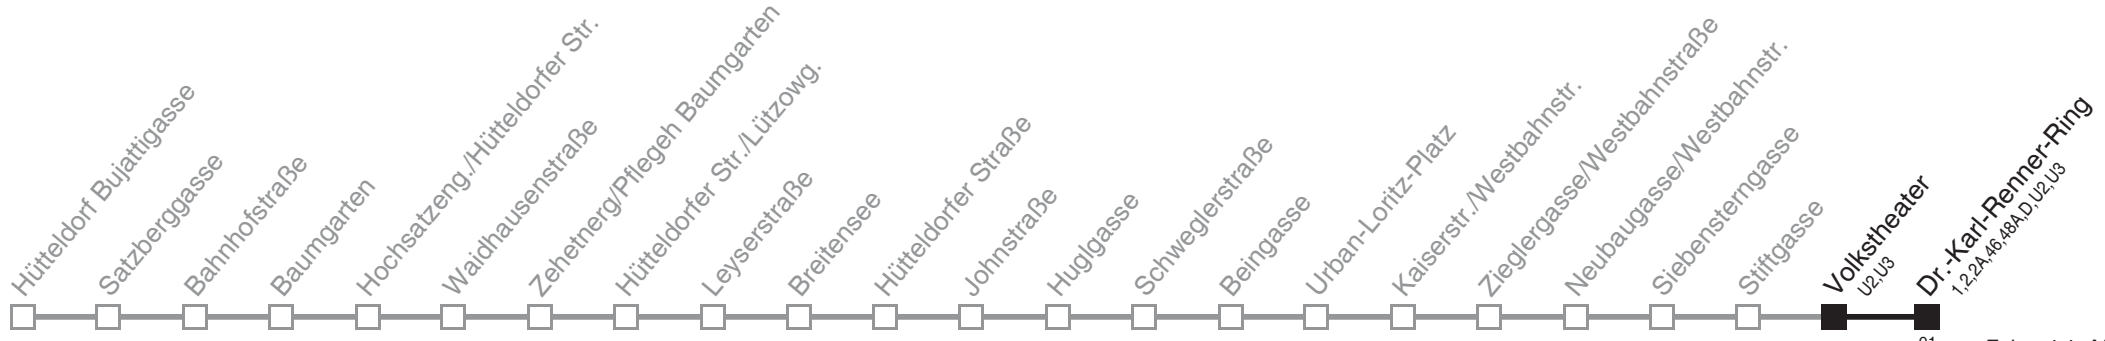 Hütteldorf Bujattigasse
Satzberggasse
Bahnhofstraße
Baumgarten
Hochsatzeng./Hütteldorfer Str.
Waidhausenstraße
Zehetnerg/Pflegeh Baumgarten
Hütteldorfer Str./Lützowg.
Leyserstraße
Breitensee
Hütteldorfer Straße
Johnstraße
Huglgasse
Schweglerstraße
Beingasse
Urban-Loritz-Platz
Kaiserstr./Westbahnstr.
Zieglergasse/Westbahnstraße
Neubaugasse/Westbahnstr.
Siebensterngasse
Stiftgasse
Volkstheater
U2,U3
Dr.-Karl-Renner-Ring
1,2,2A,46,48A,D,U2,U3